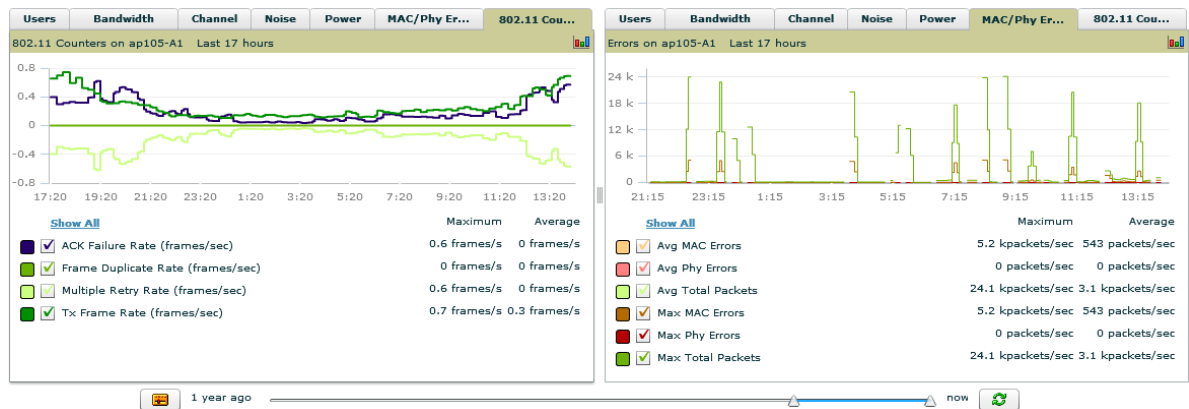 Users Bandwidth Channel Noise Power MAC/Phy Er... 802.11 Cou...
802.11 Counters on ap105-A1 Last 17 hours
0.8
0.4
0
-0.4
-0.8
17:20 19:20 21:20 23:20 1:20 3:20 5:20 7:20 9:20 11:20 13:20
Show All Maximum Average
ACK Failure Rate (frames/sec) 0.6 frames/s 0 frames/s
Frame Duplicate Rate (frames/sec) 0 frames/s 0 frames/s
Multiple Retry Rate (frames/sec) 0.6 frames/s 0 frames/s
Tx Frame Rate (frames/sec) 0.7 frames/s 0.3 frames/s
Users Bandwidth Channel Noise Power MAC/Phy Er... 802.11 Cou...
Errors on ap105-A1 Last 17 hours
24 k
18 k
12 k
6 k
0
21:15 23:15 1:15 3:15 5:15 7:15 9:15 11:15 13:15
Show All Maximum Average
Avg MAC Errors 5.2 kpackets/sec 543 packets/sec
Avg Phy Errors 0 packets/sec 0 packets/sec
Avg Total Packets 24.1 kpackets/sec 3.1 kpackets/sec
Max MAC Errors 5.2 kpackets/sec 543 packets/sec
Max Phy Errors 0 packets/sec 0 packets/sec
Max Total Packets 24.1 kpackets/sec 3.1 kpackets/sec
1 year ago now